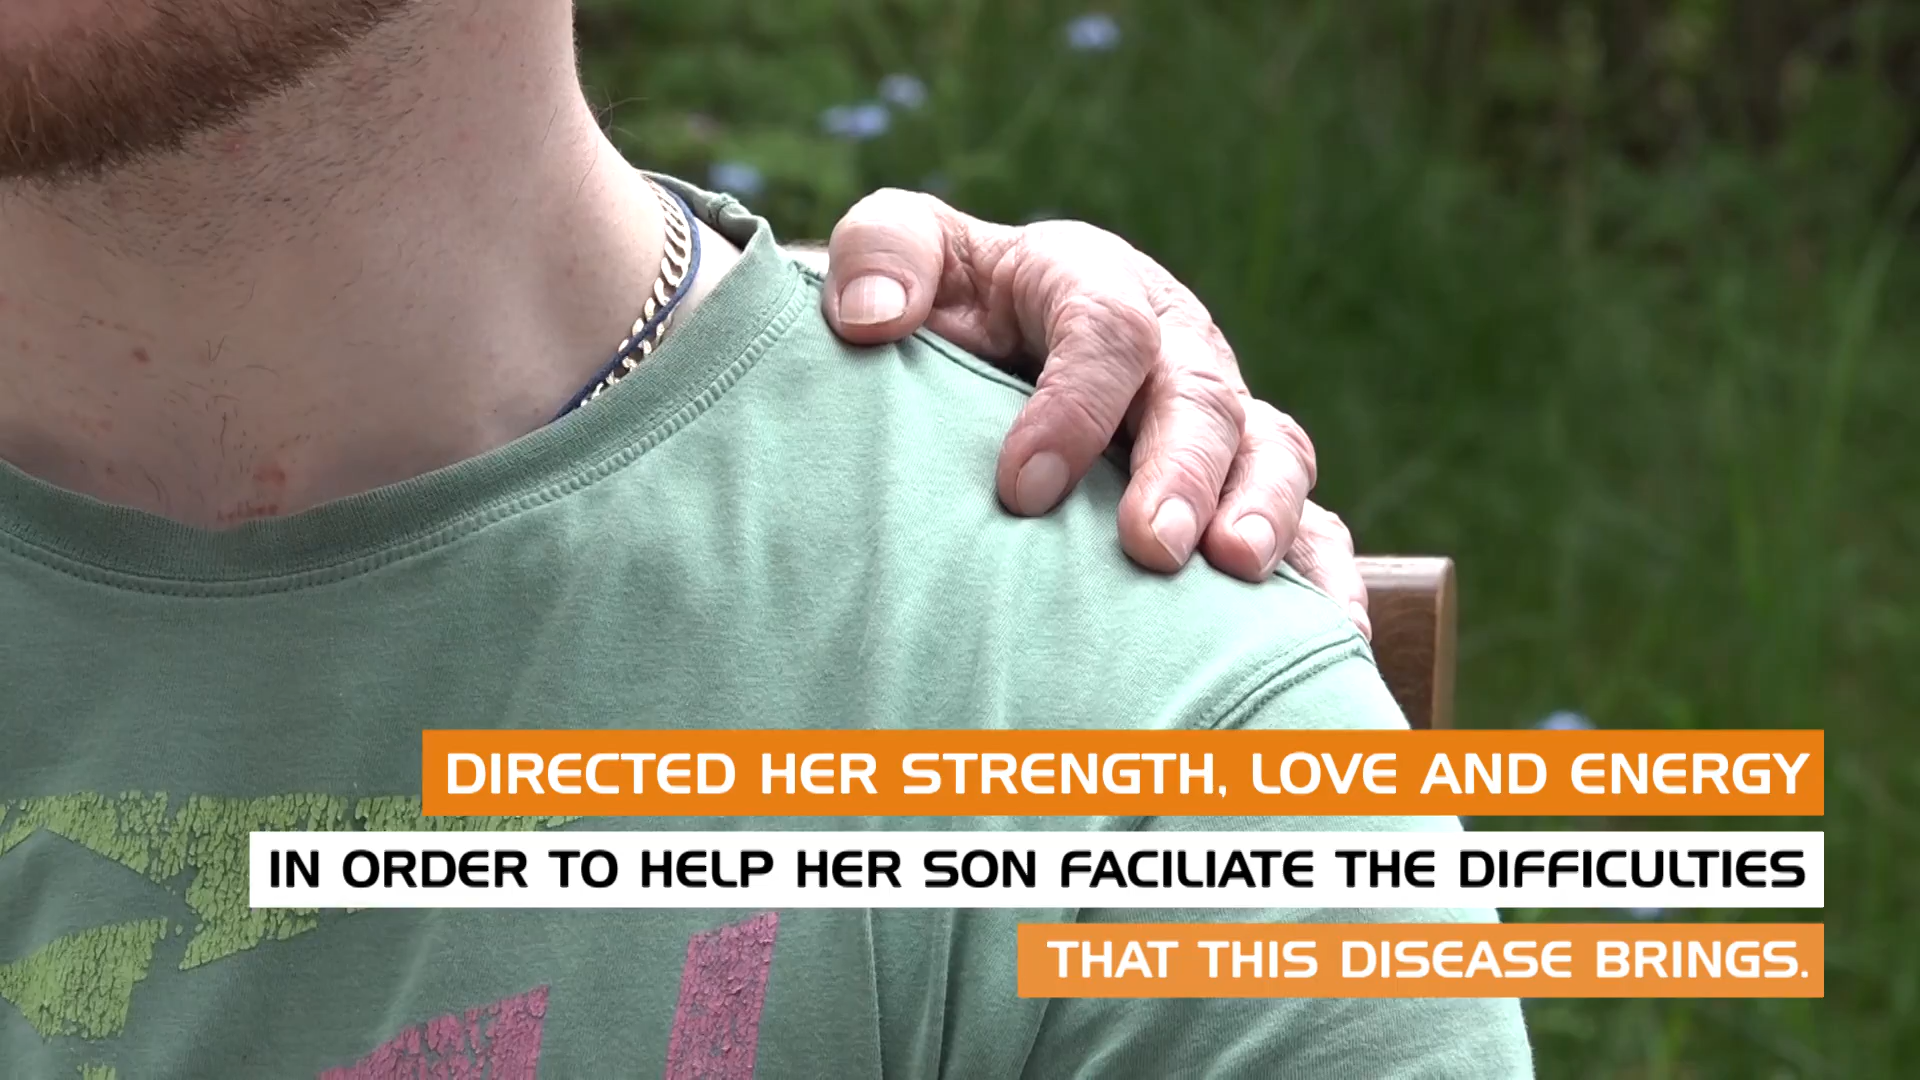 DIRECTED HER STRENGTH, LOVE AND ENERGY
IN ORDER TO HELP HER SON FACILIATE THE DIFFICULTIES
THAT THIS DISEASE BRINGS.